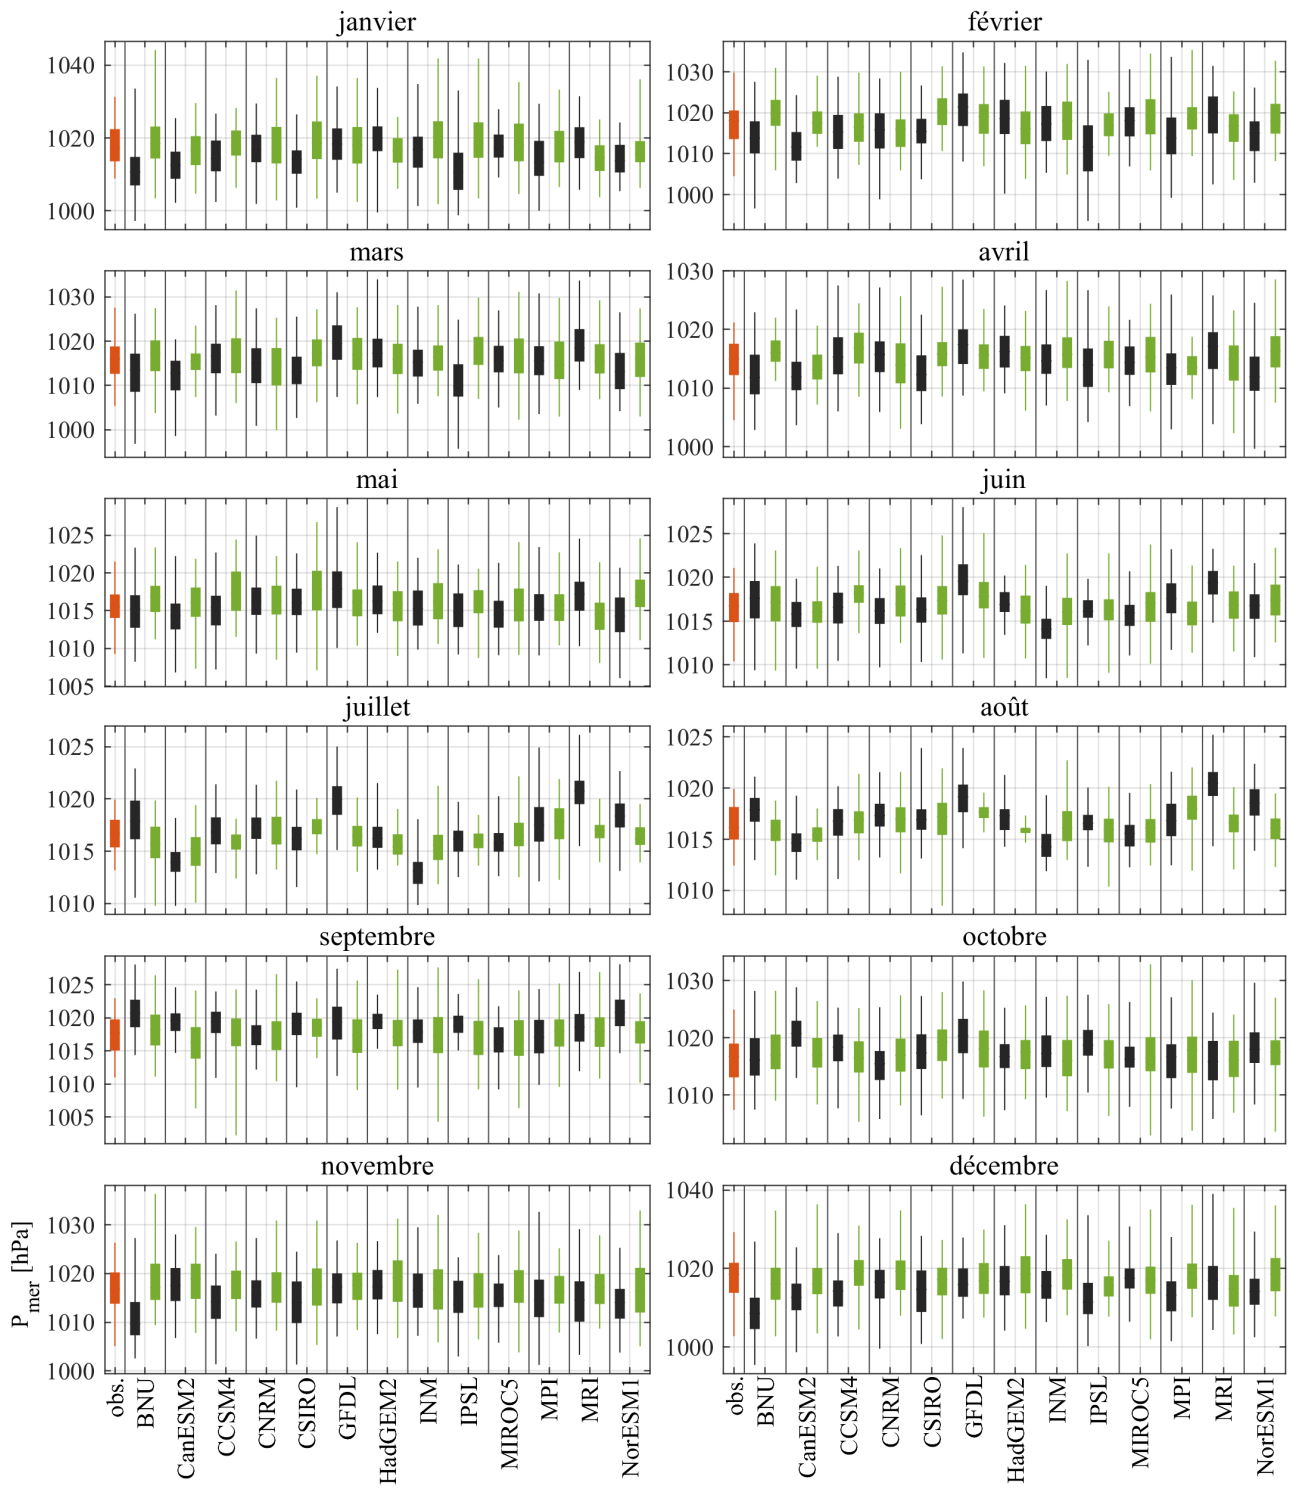 janvier
1040
1020
1000
février
1030
1020
1010
1000
mars
1030
1020
1010
1000
avril
1030
1020
1010
1000
mai
1025
1020
1015
1010
1005
juin
1025
1020
1015
1010
juillet
1025
1020
1015
1010
août
1025
1020
1015
1010
septembre
1025
1020
1015
1010
1005
octobre
1030
1020
1010
novembre
1030
1020
1010
1000
décembre
1040
1020
1000
P_mer [hPa]
obs.
BNU
CanESM2
CCSM4
CNRM
CSIRO
GFDL
HadGEM2
INM
IPSL
MIROC5
MPI
MRI
NorESM1
obs.
BNU
CanESM2
CCSM4
CNRM
CSIRO
GFDL
HadGEM2
INM
IPSL
MIROC5
MPI
MRI
NorESM1